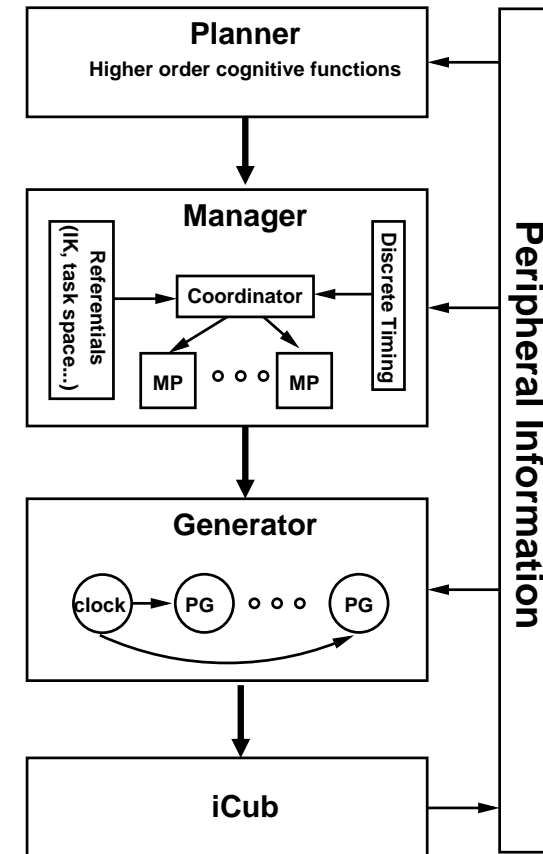 Planner
Higher order cognitive functions
Manager
Referentials
(IK, task space...)
Coordinator
Discrete Timing
MP
MP
Generator
clock
PG
PG
iCub
Peripheral Information